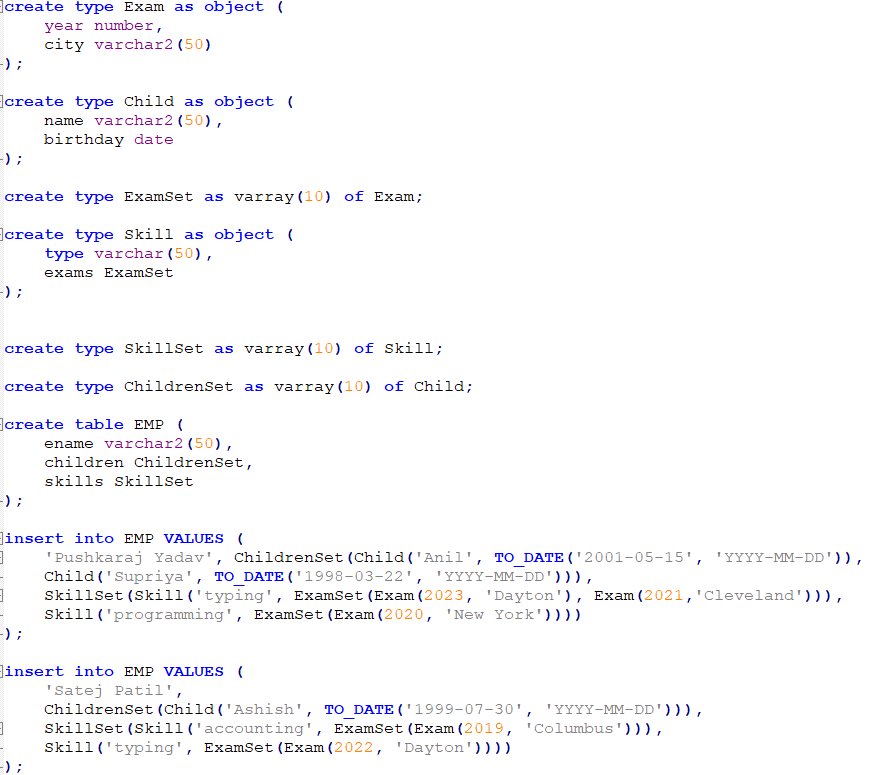 create type Exam as object (
    year number,
    city varchar2(50)
);
create type Child as object (
    name varchar2(50),
    birthday date
);
create type ExamSet as varray(10) of Exam;
create type Skill as object (
    type varchar(50),
    exams ExamSet
);
create type SkillSet as varray(10) of Skill;
create type ChildrenSet as varray(10) of Child;
create table EMP (
    ename varchar2(50),
    children ChildrenSet,
    skills SkillSet
);
insert into EMP VALUES (
    'Pushkaraj Yadav', ChildrenSet(Child('Anil', TO_DATE('2001-05-15', 'YYYY-MM-DD')),
    Child('Supriya', TO_DATE('1998-03-22', 'YYYY-MM-DD'))),
    SkillSet(Skill('typing', ExamSet(Exam(2023, 'Dayton'), Exam(2021,'Cleveland'))),
    Skill('programming', ExamSet(Exam(2020, 'New York'))))
);
insert into EMP VALUES (
    'Satej Patil',
    ChildrenSet(Child('Ashish', TO_DATE('1999-07-30', 'YYYY-MM-DD'))),
    SkillSet(Skill('accounting', ExamSet(Exam(2019, 'Columbus'))),
    Skill('typing', ExamSet(Exam(2022, 'Dayton'))))
);